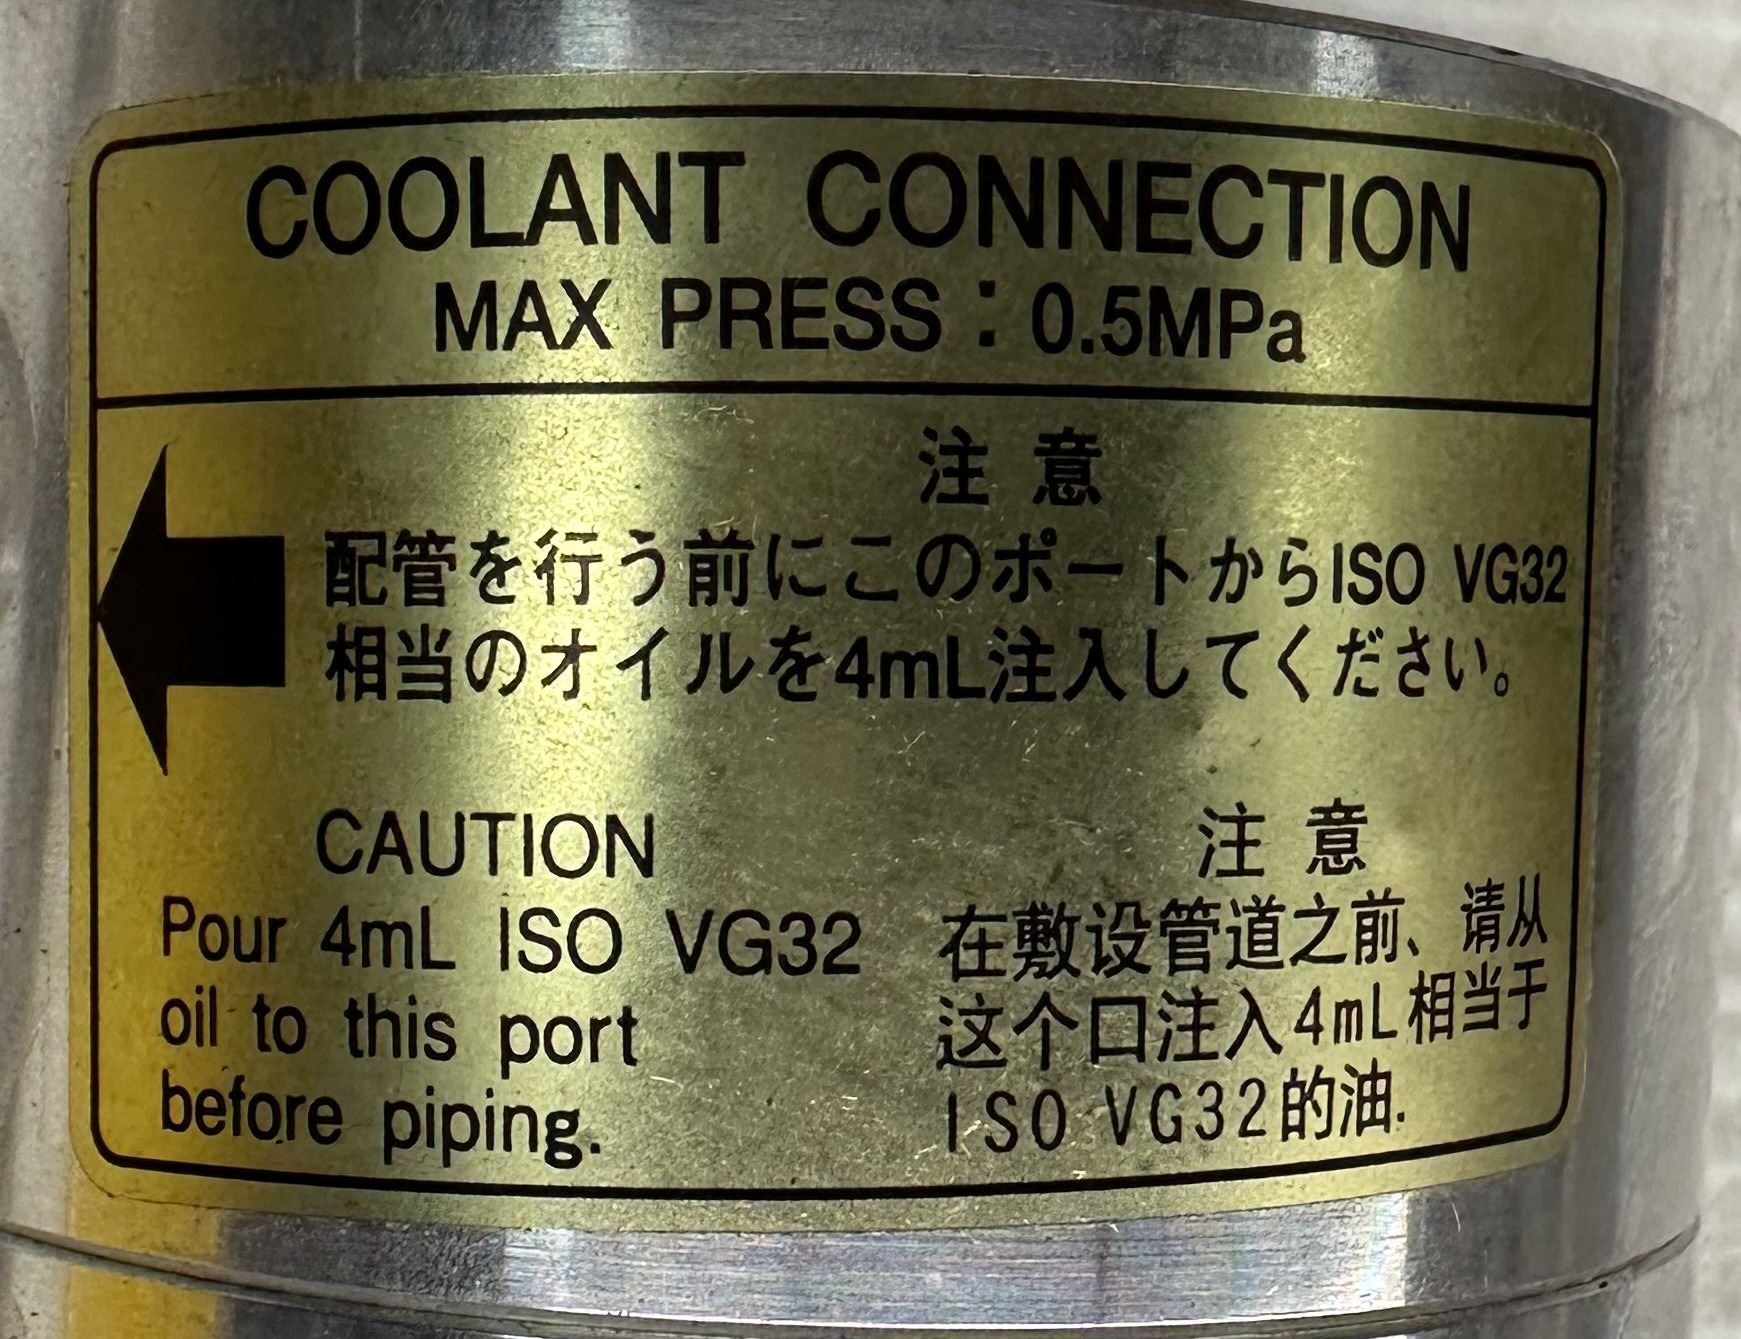 COOLANT CONNECTION
MAX PRESS : 0.5MPa
注 意
配管を行う前にこのポートからISO VG32
相当のオイルを4mL注入してください。
CAUTION
Pour 4mL ISO VG32
oil to this port
before piping.
注 意
在敷设管道之前、请从
这个口注入4mL相当于
ISO VG32的油.